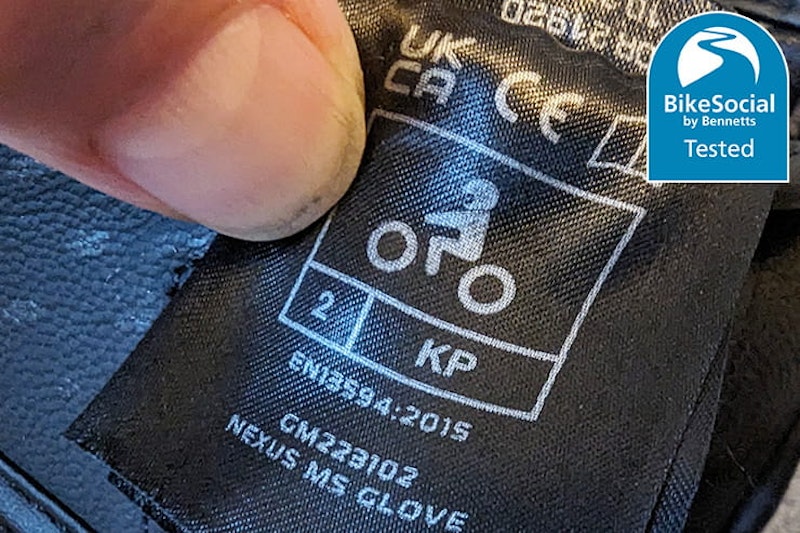 UK
CA
CE
2
KP
EN13594:2015
GM223102
NEXUS MS GLOVE
BikeSocial
by Bennetts
Tested